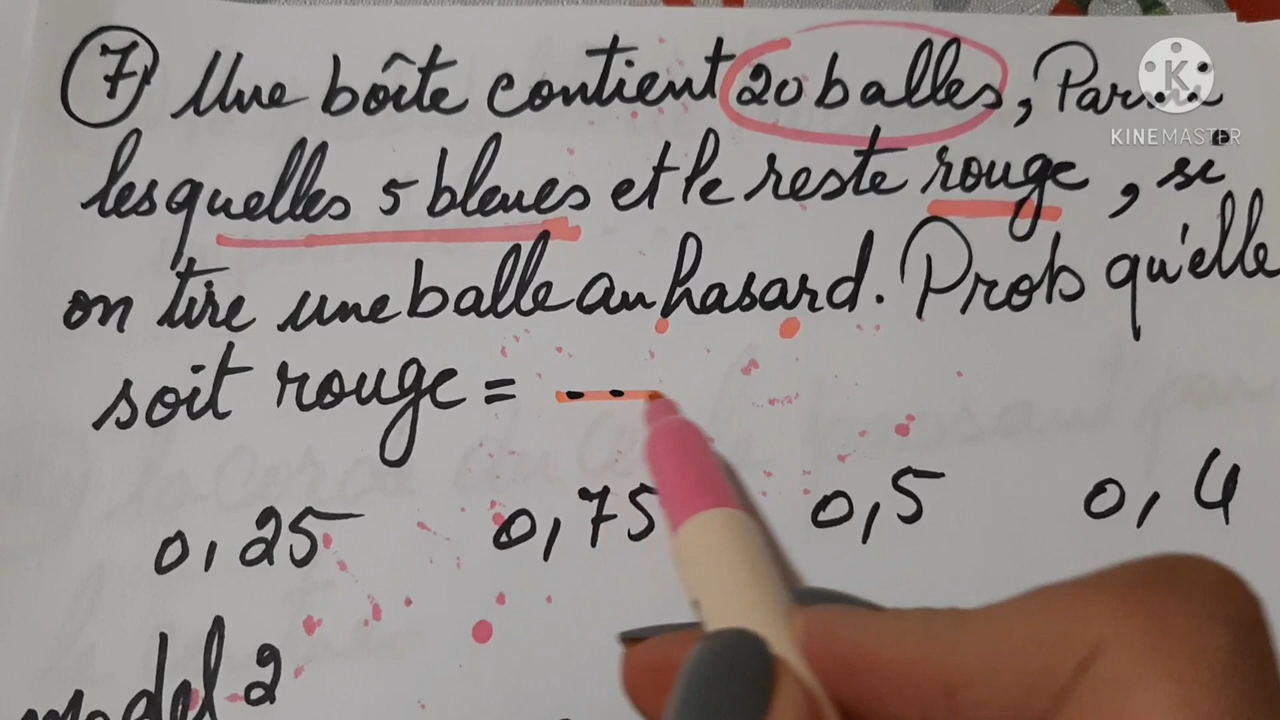 7 Une boîte contient 20 balles, Parmi
lesquelles 5 bleues et le reste rouge, si
on tire une balle au hasard. Prob qu'elle
soit rouge = ---
0,25 0,75 0,5 0,4
model 2
K
KINEMASTER